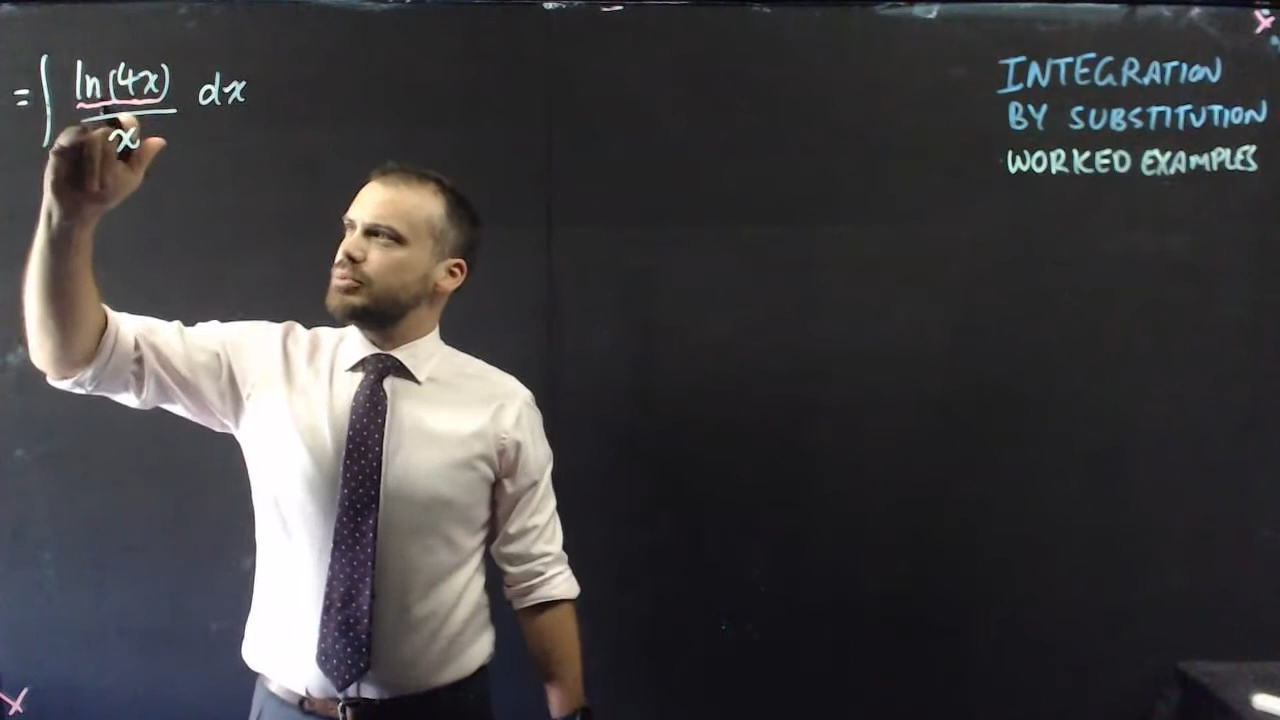 = ∫ ln(4x)/x dx
INTEGRATION
BY SUBSTITUTION
WORKED EXAMPLES